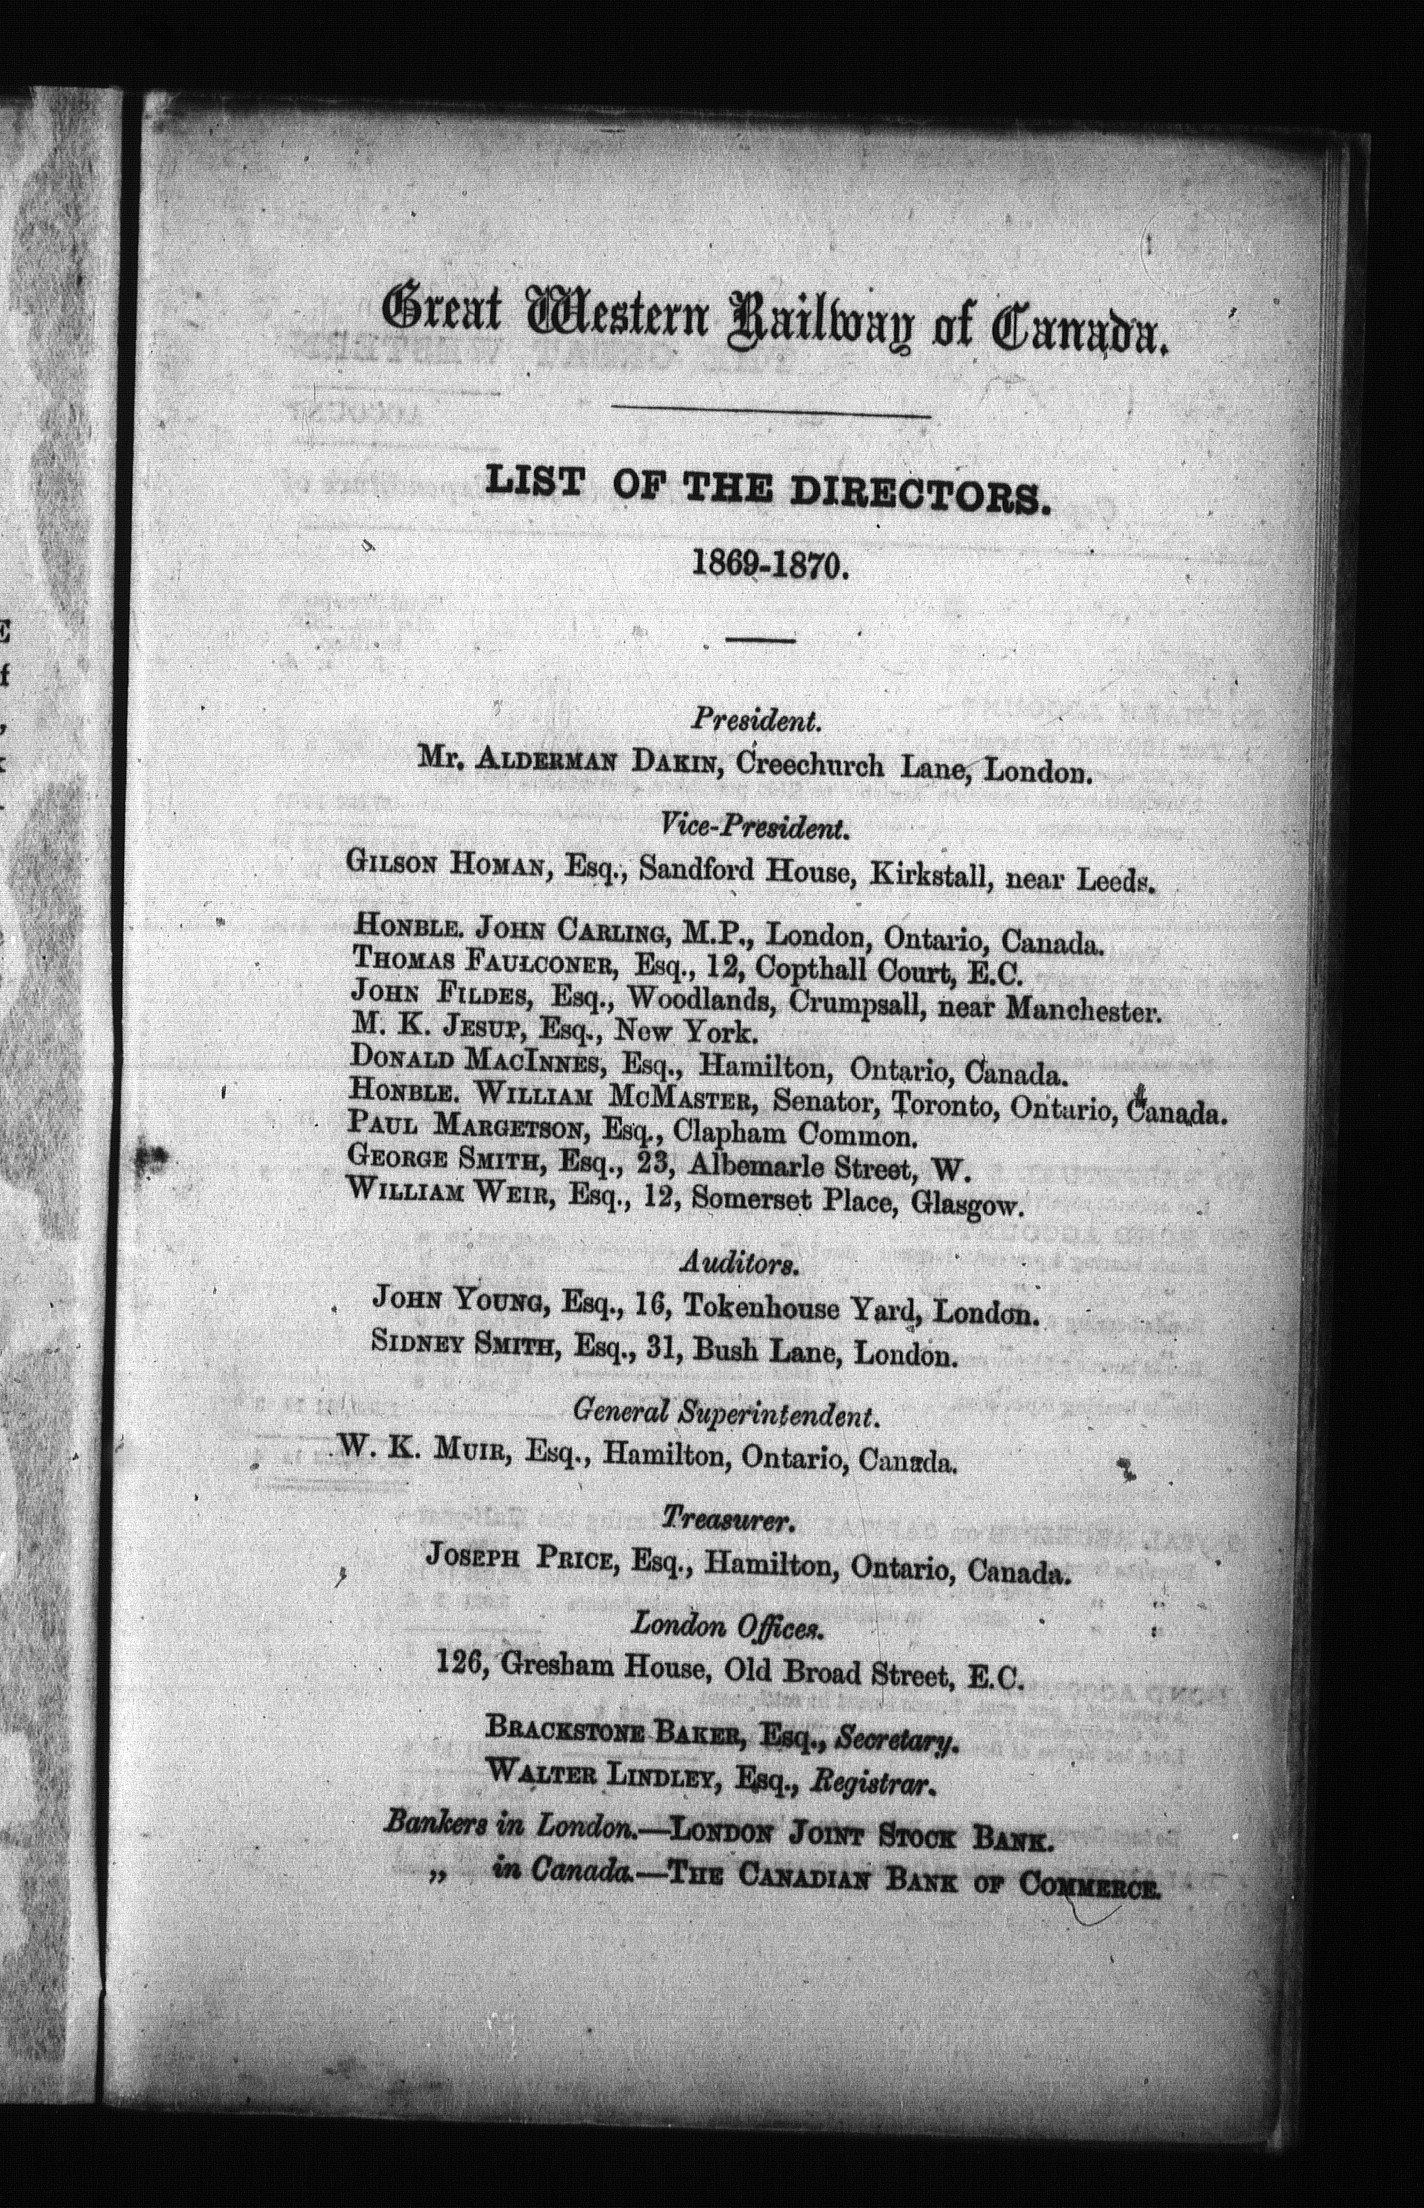 Great Western Railway of Canada.
LIST OF THE DIRECTORS.
1869-1870.
President.
Mr. ALDERMAN DAKIN, Creechurch Lane, London.
Vice-President.
GILSON HOMAN, Esq., Sandford House, Kirkstall, near Leeds.
HONBLE. JOHN CARLING, M.P., London, Ontario, Canada.
THOMAS FAULCONER, Esq., 12, Copthall Court, E.C.
JOHN FILDES, Esq., Woodlands, Crumpsall, near Manchester.
M. K. JESUP, Esq., New York.
DONALD MACINNES, Esq., Hamilton, Ontario, Canada.
HONBLE. WILLIAM MCMASTER, Senator, Toronto, Ontario, Canada.
PAUL MARGETSON, Esq., Clapham Common.
GEORGE SMITH, Esq., 23, Albemarle Street, W.
WILLIAM WEIR, Esq., 12, Somerset Place, Glasgow.
Auditors.
JOHN YOUNG, Esq., 16, Tokenhouse Yard, London.
SIDNEY SMITH, Esq., 31, Bush Lane, London.
General Superintendent.
W. K. MUIR, Esq., Hamilton, Ontario, Canada.
Treasurer.
JOSEPH PRICE, Esq., Hamilton, Ontario, Canada.
London Offices.
126, Gresham House, Old Broad Street, E.C.
BRACKSTONE BAKER, Esq., Secretary.
WALTER LINDLEY, Esq., Registrar.
Bankers in London.—LONDON JOINT STOCK BANK.
„ in Canada.—THE CANADIAN BANK OF COMMERCE.